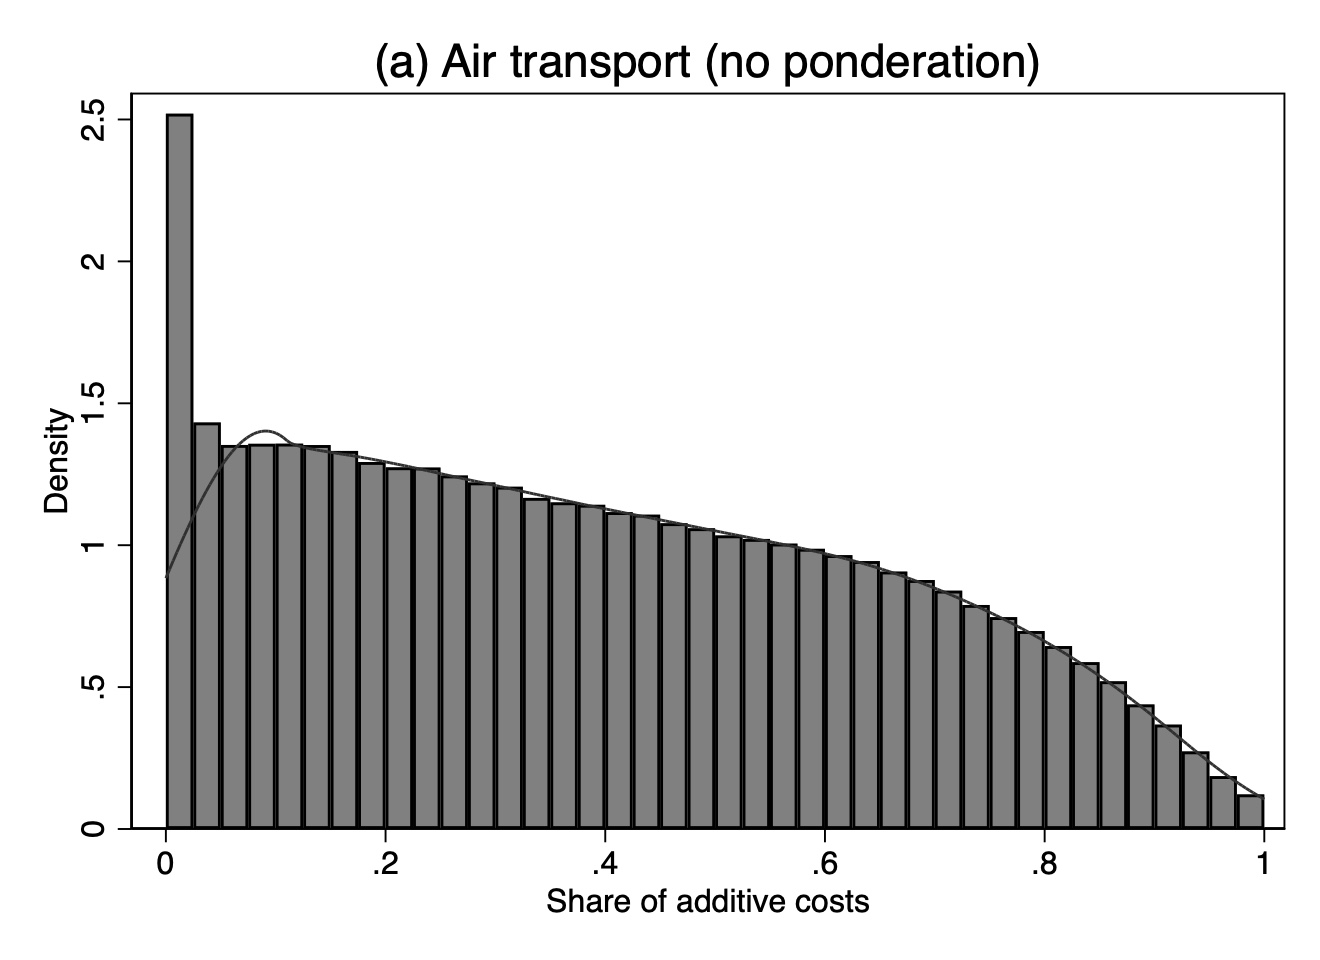 (a) Air transport (no ponderation)
Density
2.5
2
1.5
1
.5
0
0 .2 .4 .6 .8 1
Share of additive costs